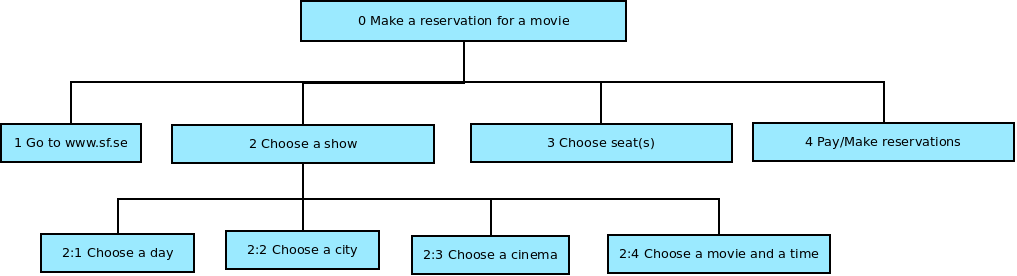 0 Make a reservation for a movie
1 Go to www.sf.se
2 Choose a show
3 Choose seat(s)
4 Pay/Make reservations
2:1 Choose a day
2:2 Choose a city
2:3 Choose a cinema
2:4 Choose a movie and a time